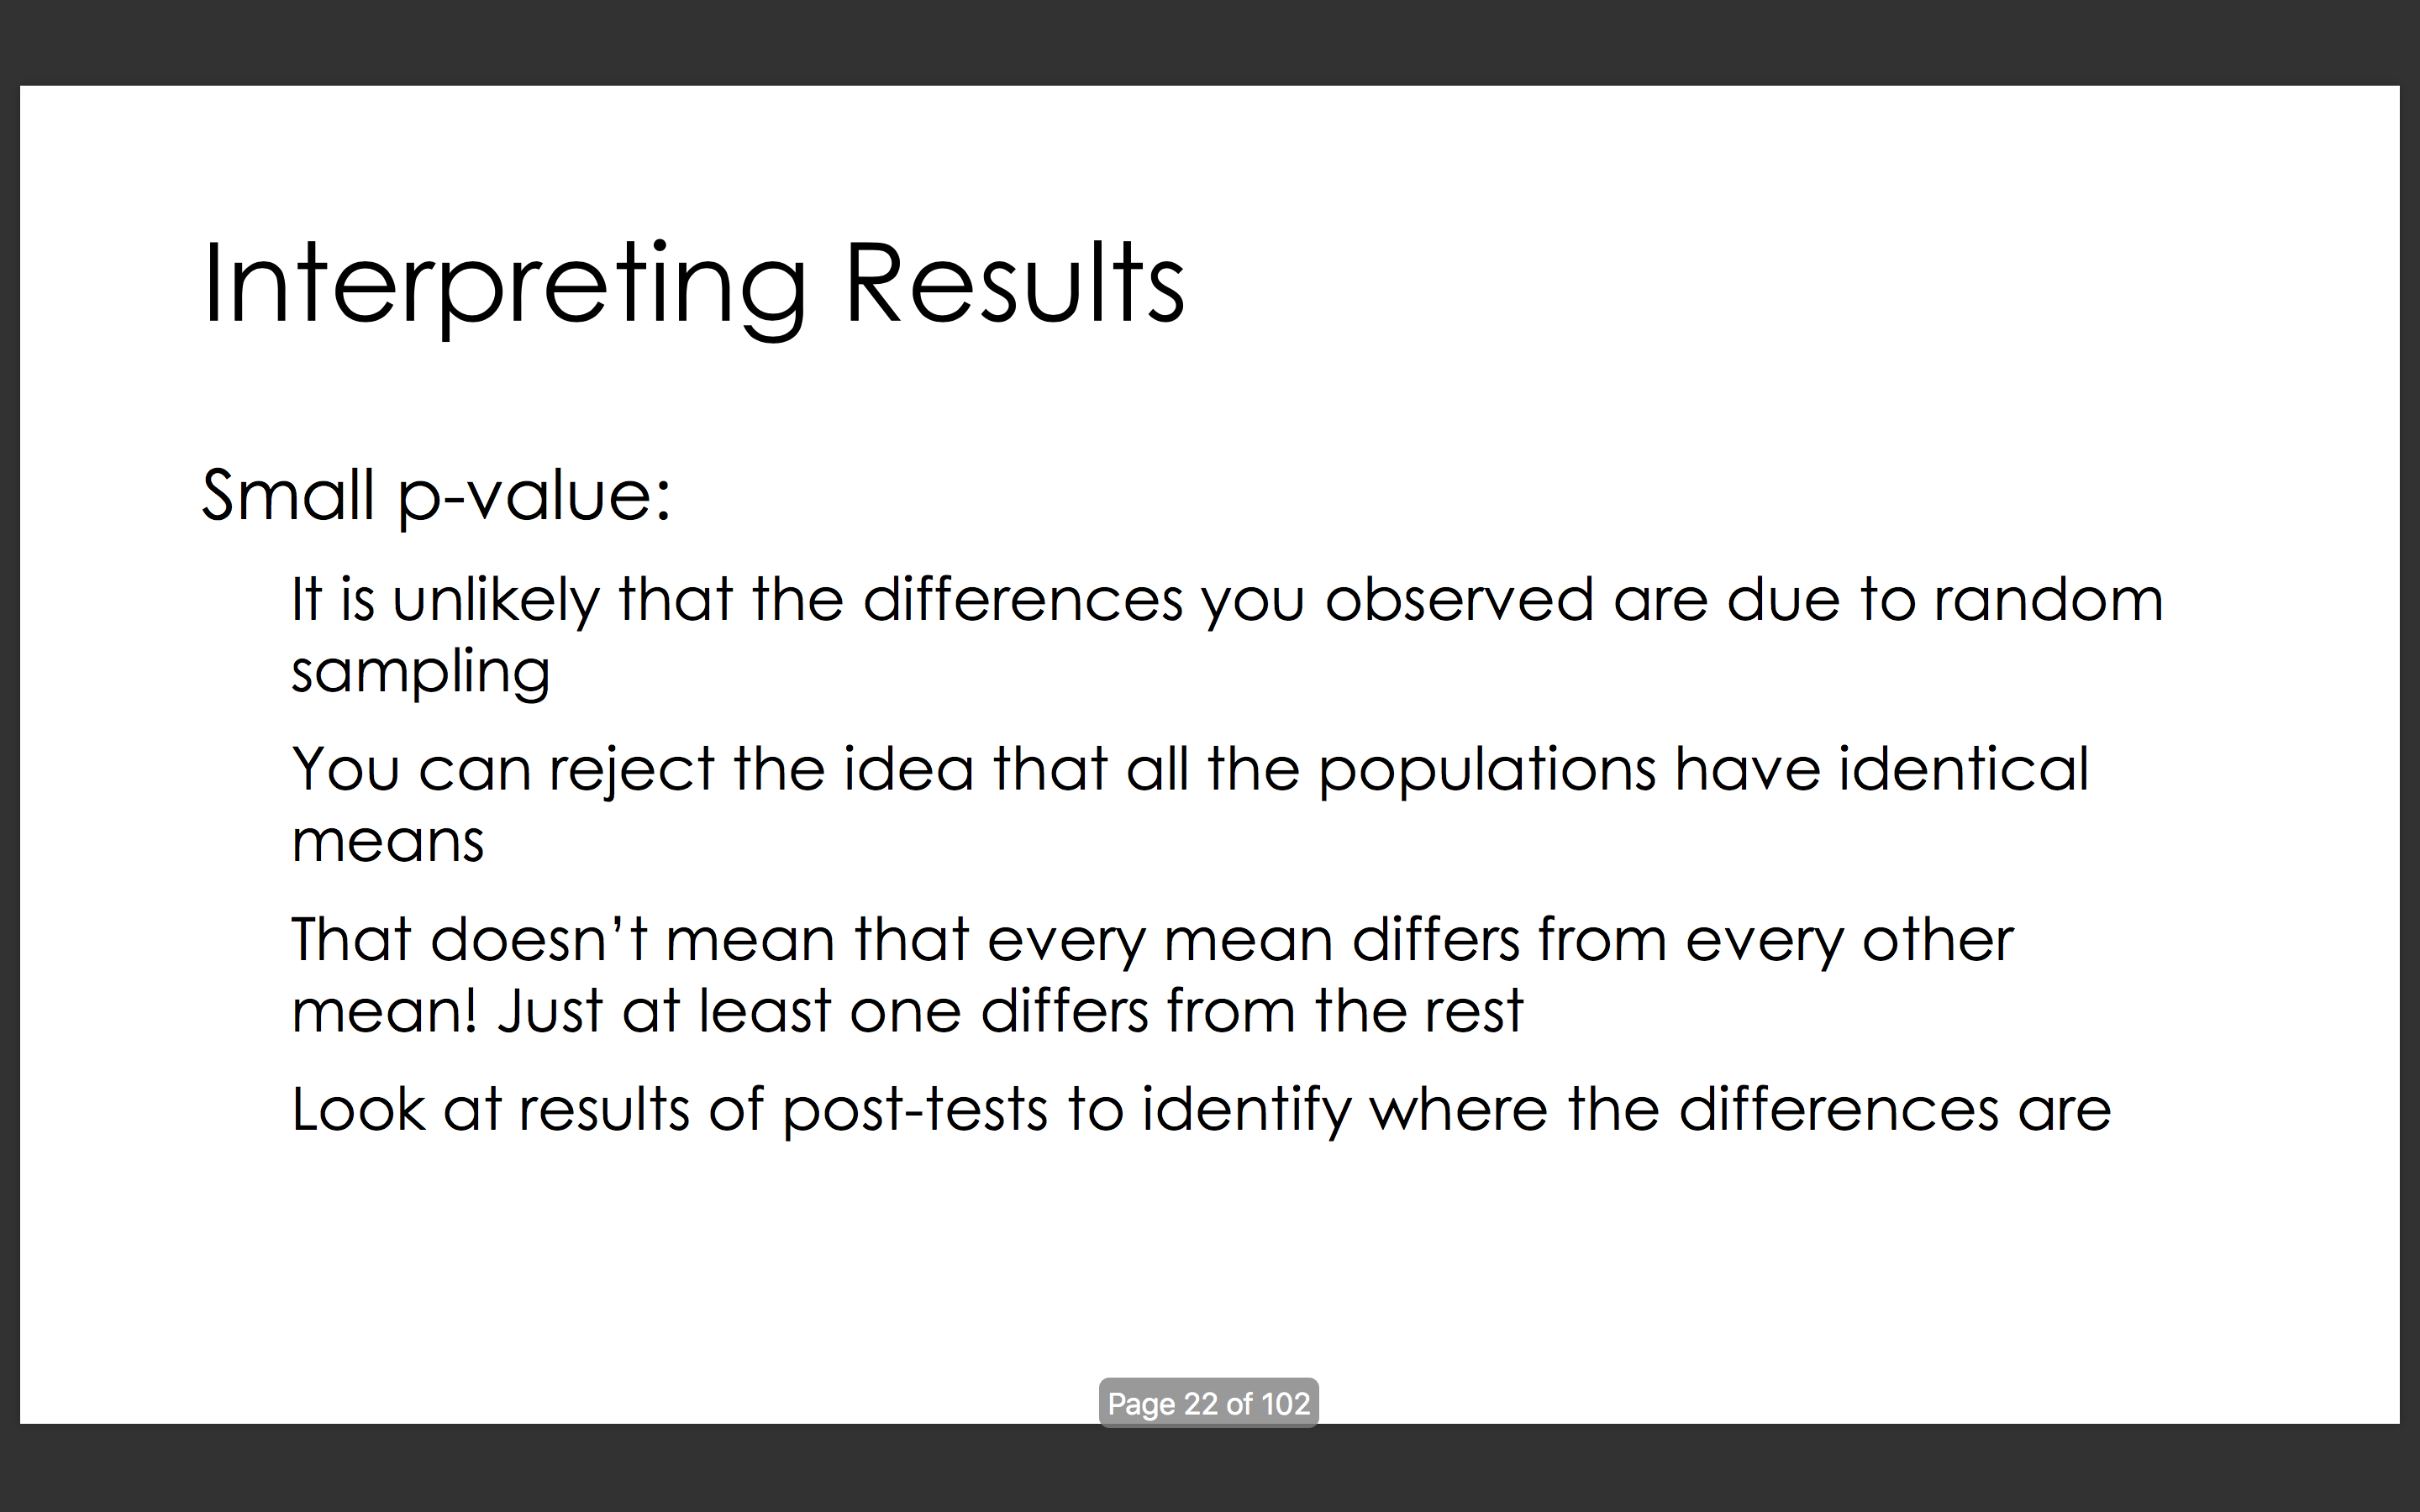 Interpreting Results
Small p-value:
It is unlikely that the differences you observed are due to random
sampling
You can reject the idea that all the populations have identical
means
That doesn’t mean that every mean differs from every other
mean! Just at least one differs from the rest
Look at results of post-tests to identify where the differences are
Page 22 of 102